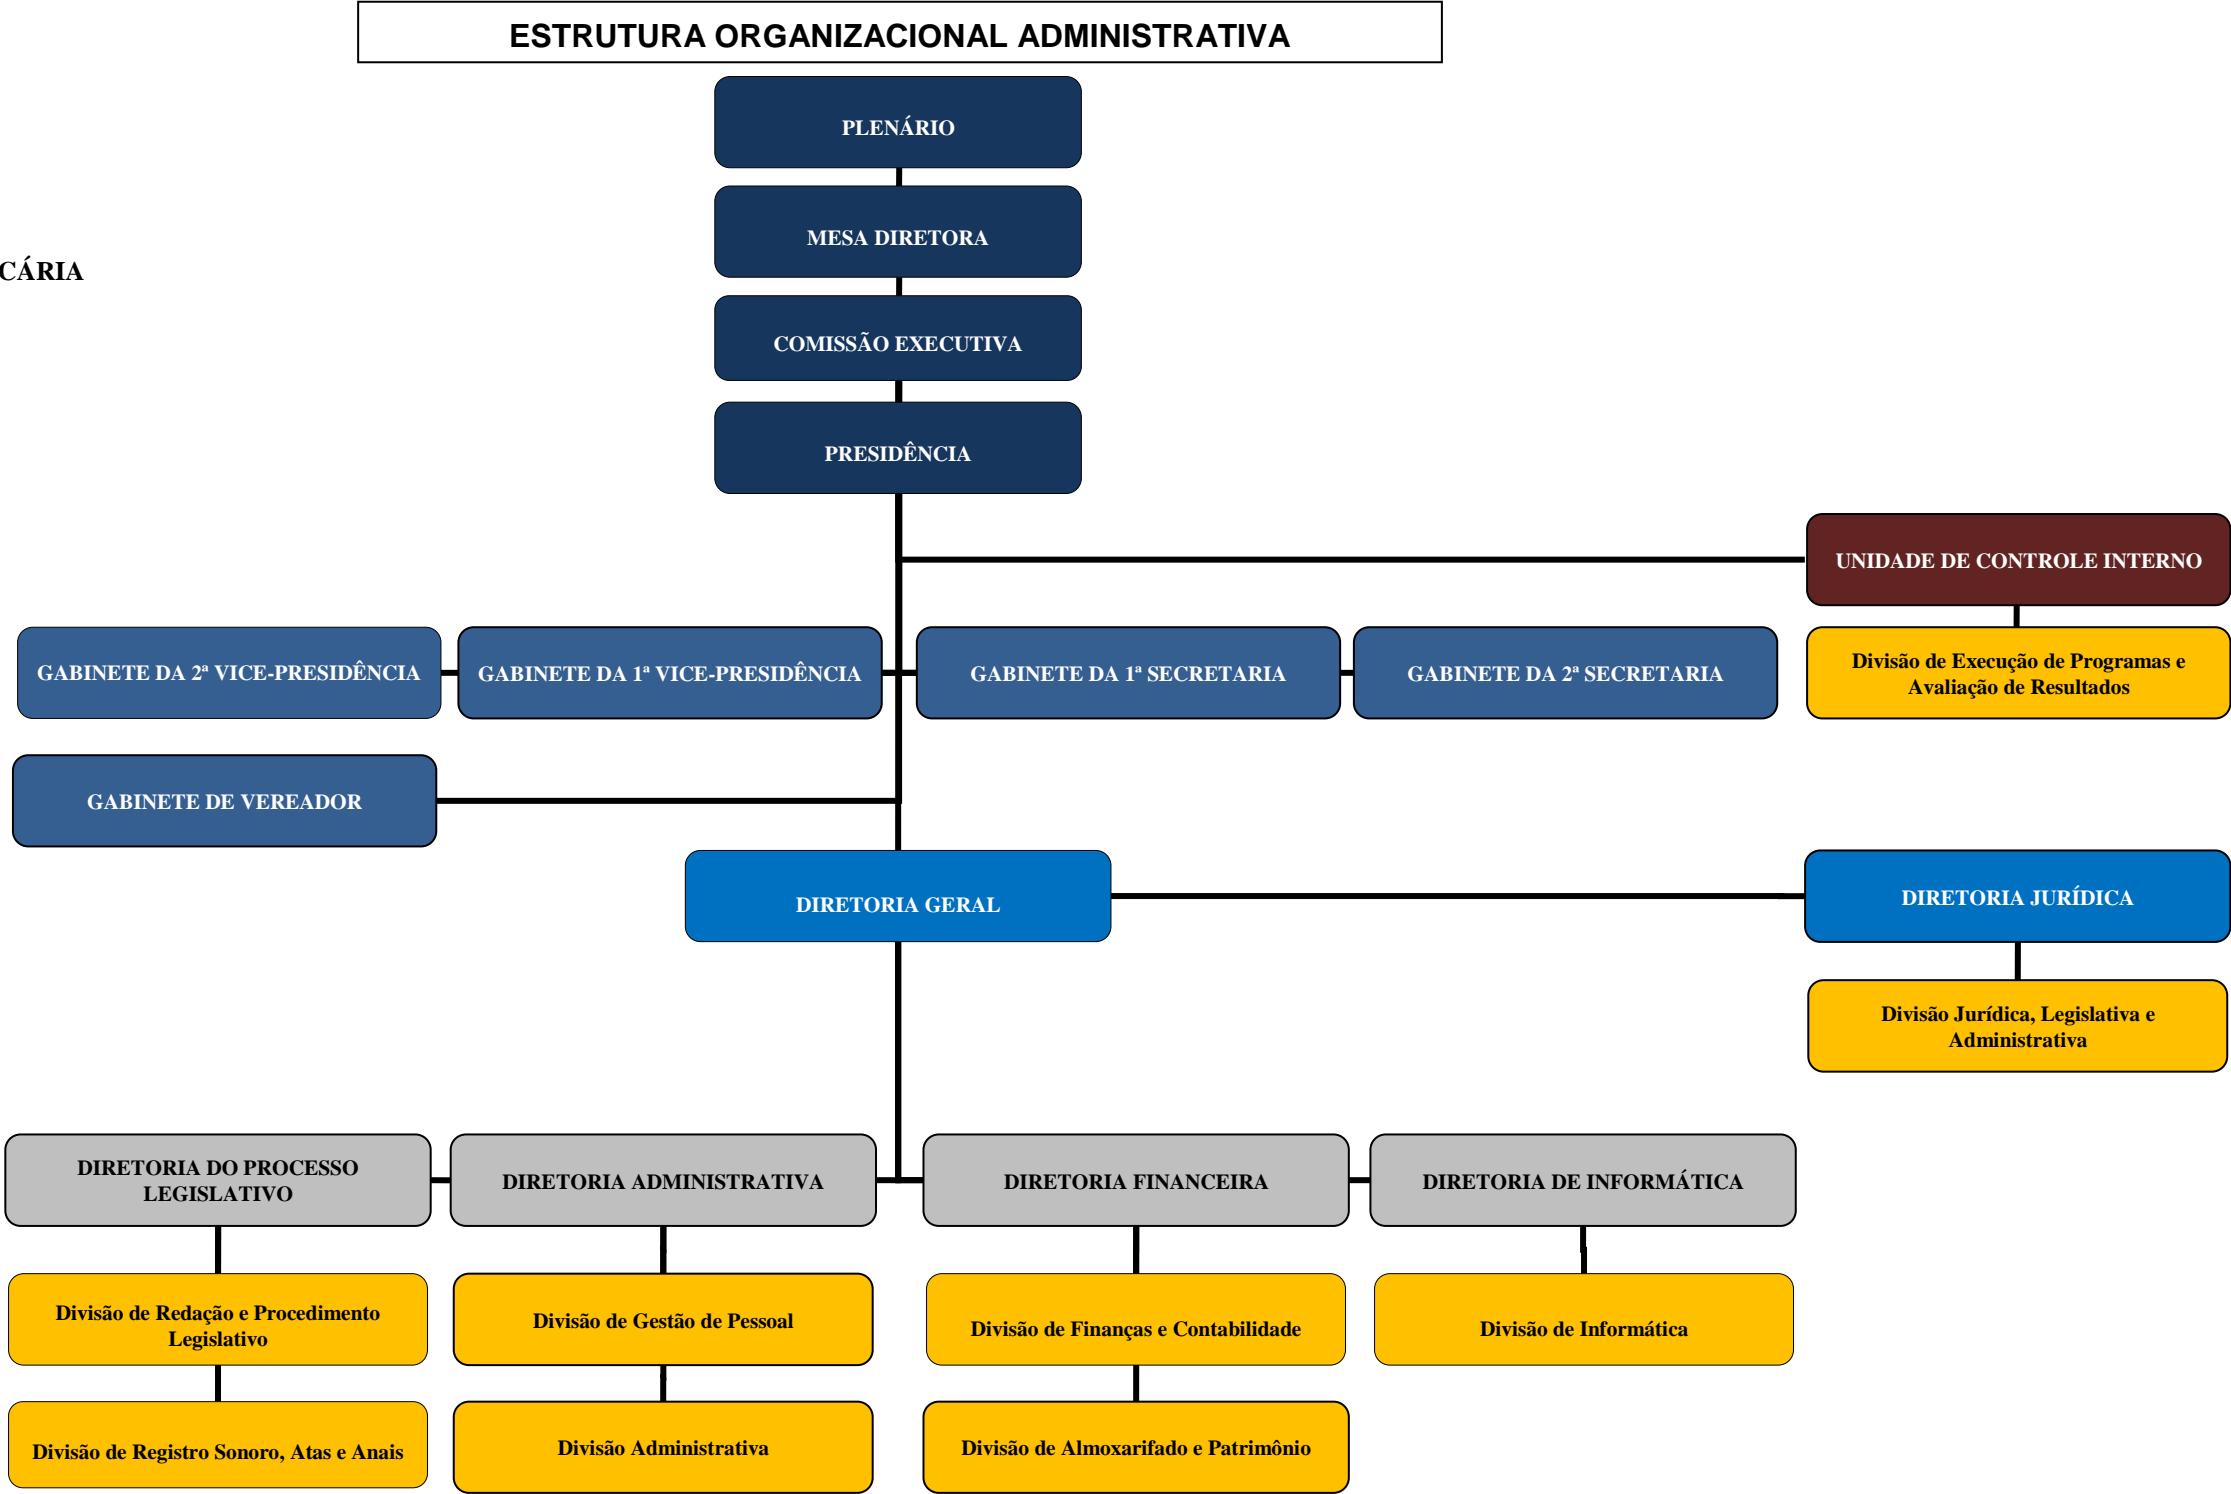 ESTRUTURA ORGANIZACIONAL ADMINISTRATIVA
PLENÁRIO
MESA DIRETORA
CÁRIA
COMISSÃO EXECUTIVA
PRESIDÊNCIA
UNIDADE DE CONTROLE INTERNO
GABINETE DA 2ª VICE-PRESIDÊNCIA
GABINETE DA 1ª VICE-PRESIDÊNCIA
GABINETE DA 1ª SECRETARIA
GABINETE DA 2ª SECRETARIA
Divisão de Execução de Programas e
Avaliação de Resultados
GABINETE DE VEREADOR
DIRETORIA GERAL
DIRETORIA JURÍDICA
Divisão Jurídica, Legislativa e
Administrativa
DIRETORIA DO PROCESSO
LEGISLATIVO
DIRETORIA ADMINISTRATIVA
DIRETORIA FINANCEIRA
DIRETORIA DE INFORMÁTICA
Divisão de Redação e Procedimento
Legislativo
Divisão de Gestão de Pessoal
Divisão de Finanças e Contabilidade
Divisão de Informática
Divisão de Registro Sonoro, Atas e Anais
Divisão Administrativa
Divisão de Almoxarifado e Patrimônio